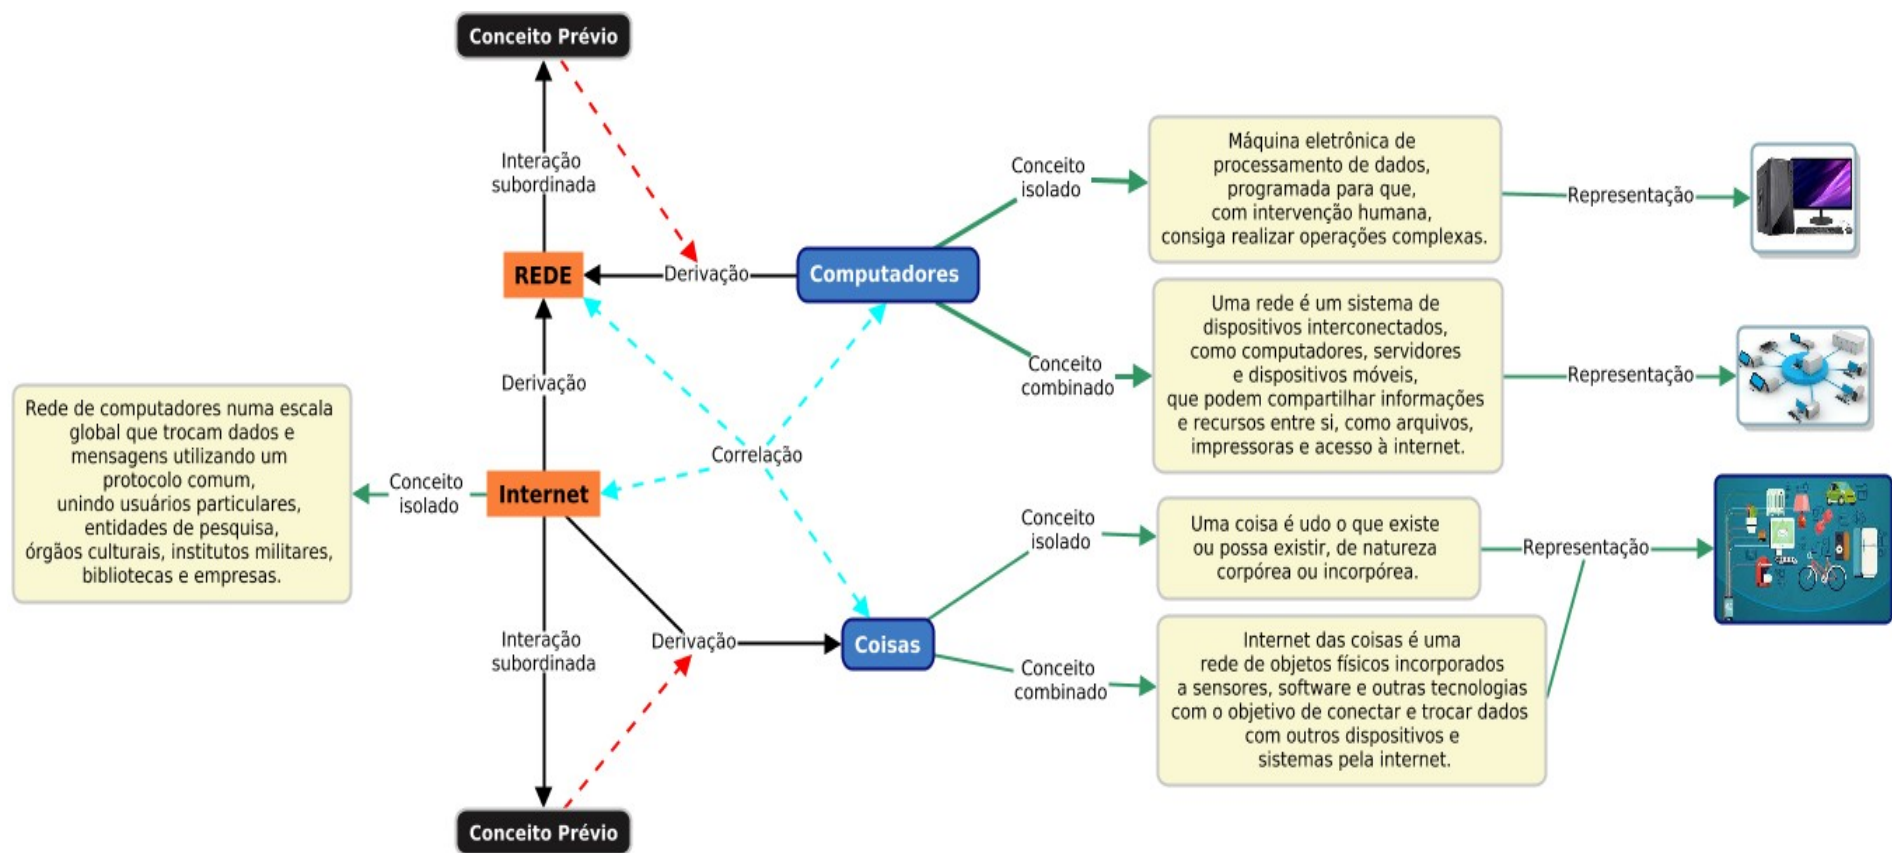 Conceito Prévio
Interação
subordinada
REDE
Derivação
Computadores
Conceito
isolado
Máquina eletrônica de
processamento de dados,
programada para que,
com intervenção humana,
consiga realizar operações complexas.
Representação
Conceito
combinado
Uma rede é um sistema de
dispositivos interconectados,
como computadores, servidores
e dispositivos móveis,
que podem compartilhar informações
e recursos entre si, como arquivos,
impressoras e acesso à internet.
Representação
Derivação
Correlação
Rede de computadores numa escala
global que trocam dados e
mensagens utilizando um
protocolo comum,
unindo usuários particulares,
entidades de pesquisa,
órgãos culturais, institutos militares,
bibliotecas e empresas.
Conceito
isolado
Internet
Conceito
isolado
Uma coisa é udo o que existe
ou possa existir, de natureza
corpórea ou incorpórea.
Representação
Interação
subordinada
Derivação
Coisas
Conceito
combinado
Internet das coisas é uma
rede de objetos físicos incorporados
a sensores, software e outras tecnologias
com o objetivo de conectar e trocar dados
com outros dispositivos e
sistemas pela internet.
Conceito Prévio